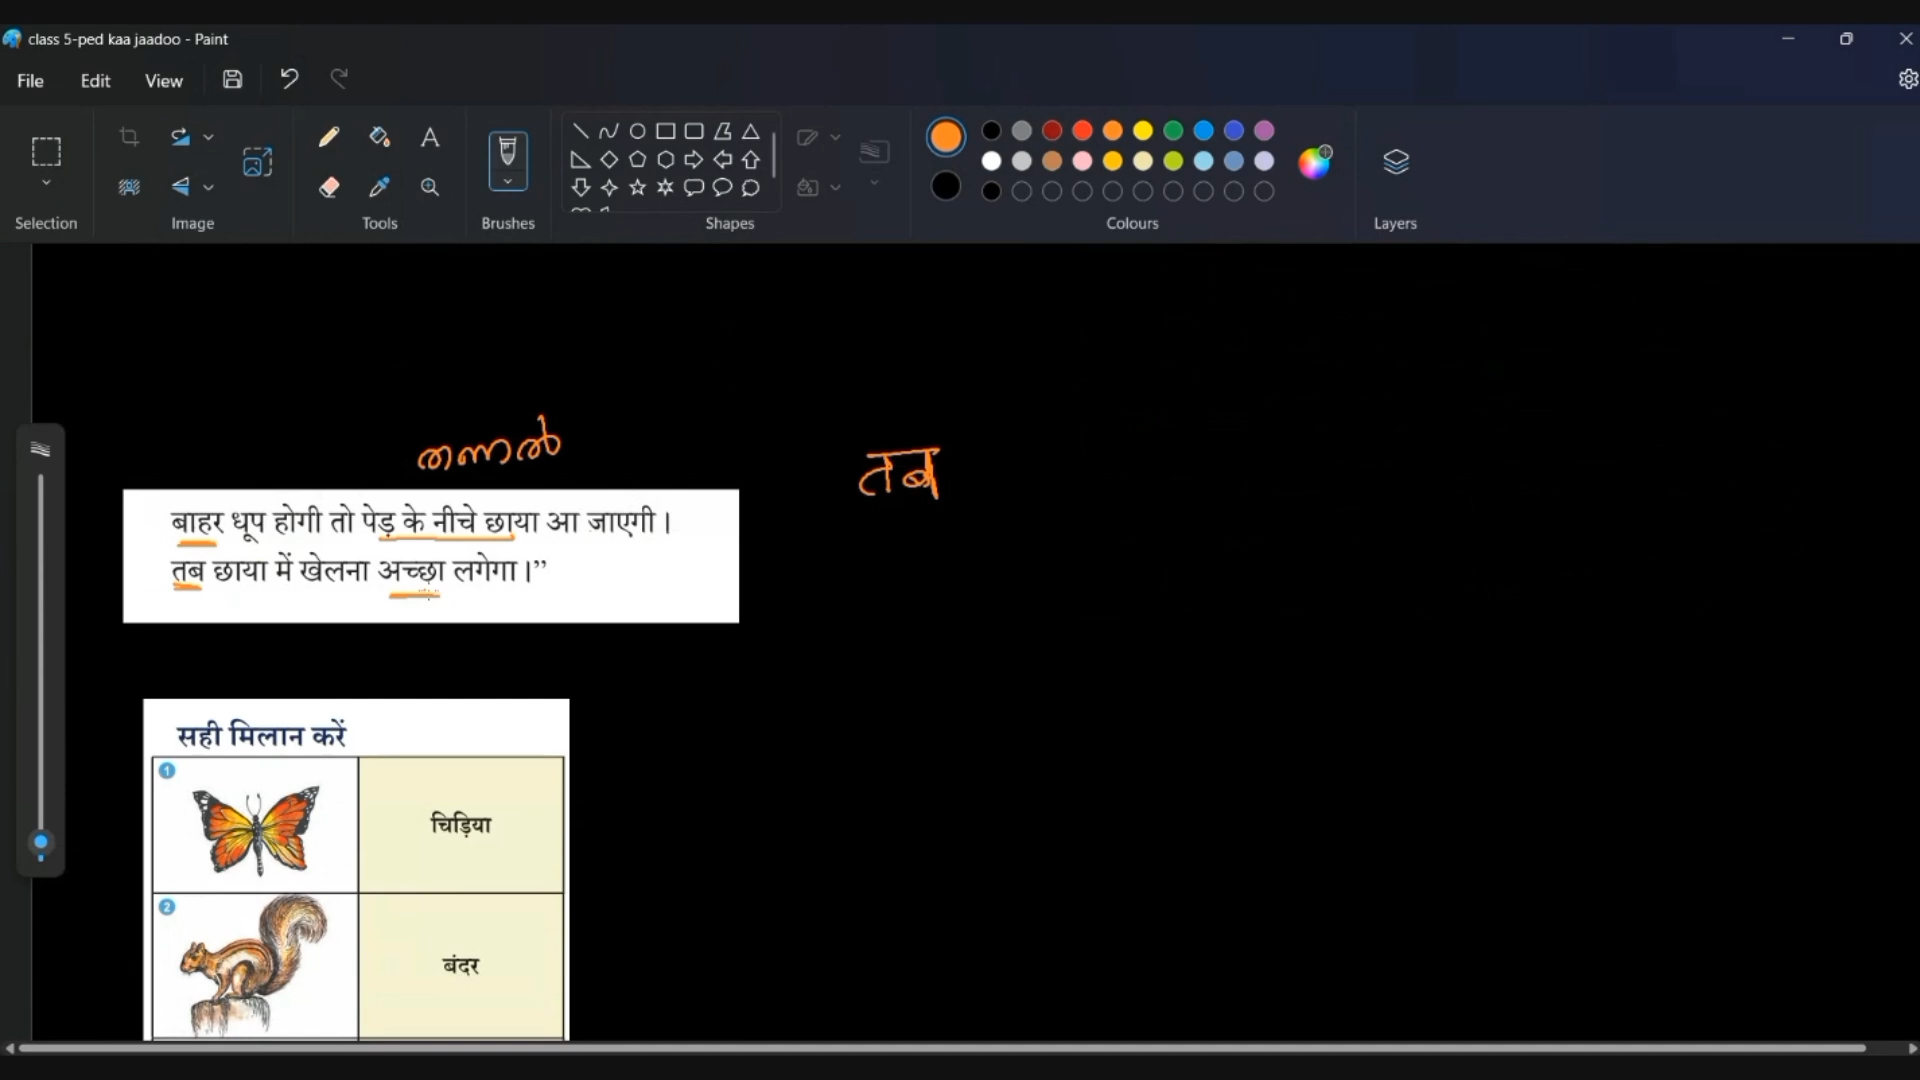 class 5-ped kaa jaadoo - Paint
File Edit View
Selection Image Tools Brushes Shapes Colours Layers
തണൽ
तब
बाहर धूप होगी तो पेड़ के नीचे छाया आ जाएगी।
तब छाया में खेलना अच्छा लगेगा।”
सही मिलान करें
1
चिड़िया
2
बंदर